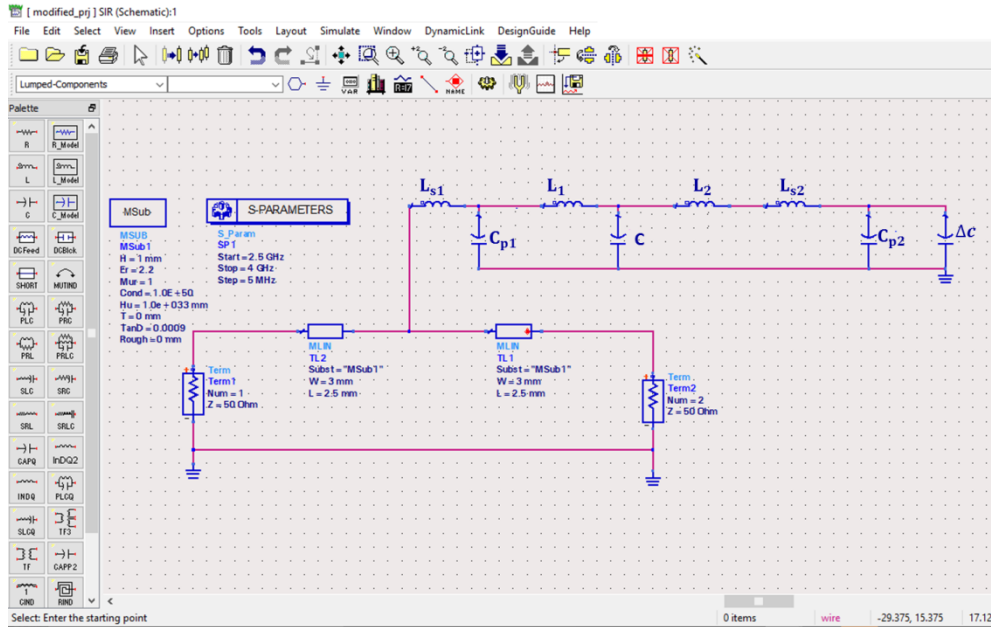 [ modified_prj ] SIR (Schematic):1
File Edit Select View Insert Options Tools Layout Simulate Window DynamicLink DesignGuide Help
VAR
R=17
NAME
Lumped-Components
Palette
R R_Model
L L_Model
C C_Model
DCFeed DCBlck
SHORT MUTIND
PLC PRC
PRL PRLC
SLC SRC
SRL SRLC
CAPQ InDQ2
INDQ PLCQ
SLCQ TF3
TF CAPP2
CIND RIND
MSub
MSUB
MSub1
H = 1 mm
Er = 2.2
Mur = 1
Cond = 1.0E +50
Hu = 1.0e + 033 mm
T = 0 mm
TanD = 0.0009
Rough = 0 mm
S-PARAMETERS
S_Param
SP1
Start = 2.5 GHz
Stop = 4 GHz
Step = 5 MHz
Ls1
L1
L2
Ls2
Cp1
C
Cp2
Δc
MLIN
TL2
Subst = "MSub1"
W = 3 mm
L = 2.5 mm
MLIN
TL1
Subst = "MSub1"
W = 3 mm
L = 2.5 mm
Term
Term1
Num = 1
Z = 50 Ohm
Term
Term2
Num = 2
Z = 50 Ohm
Select: Enter the starting point
0 items
wire
-29.375, 15.375
17.12